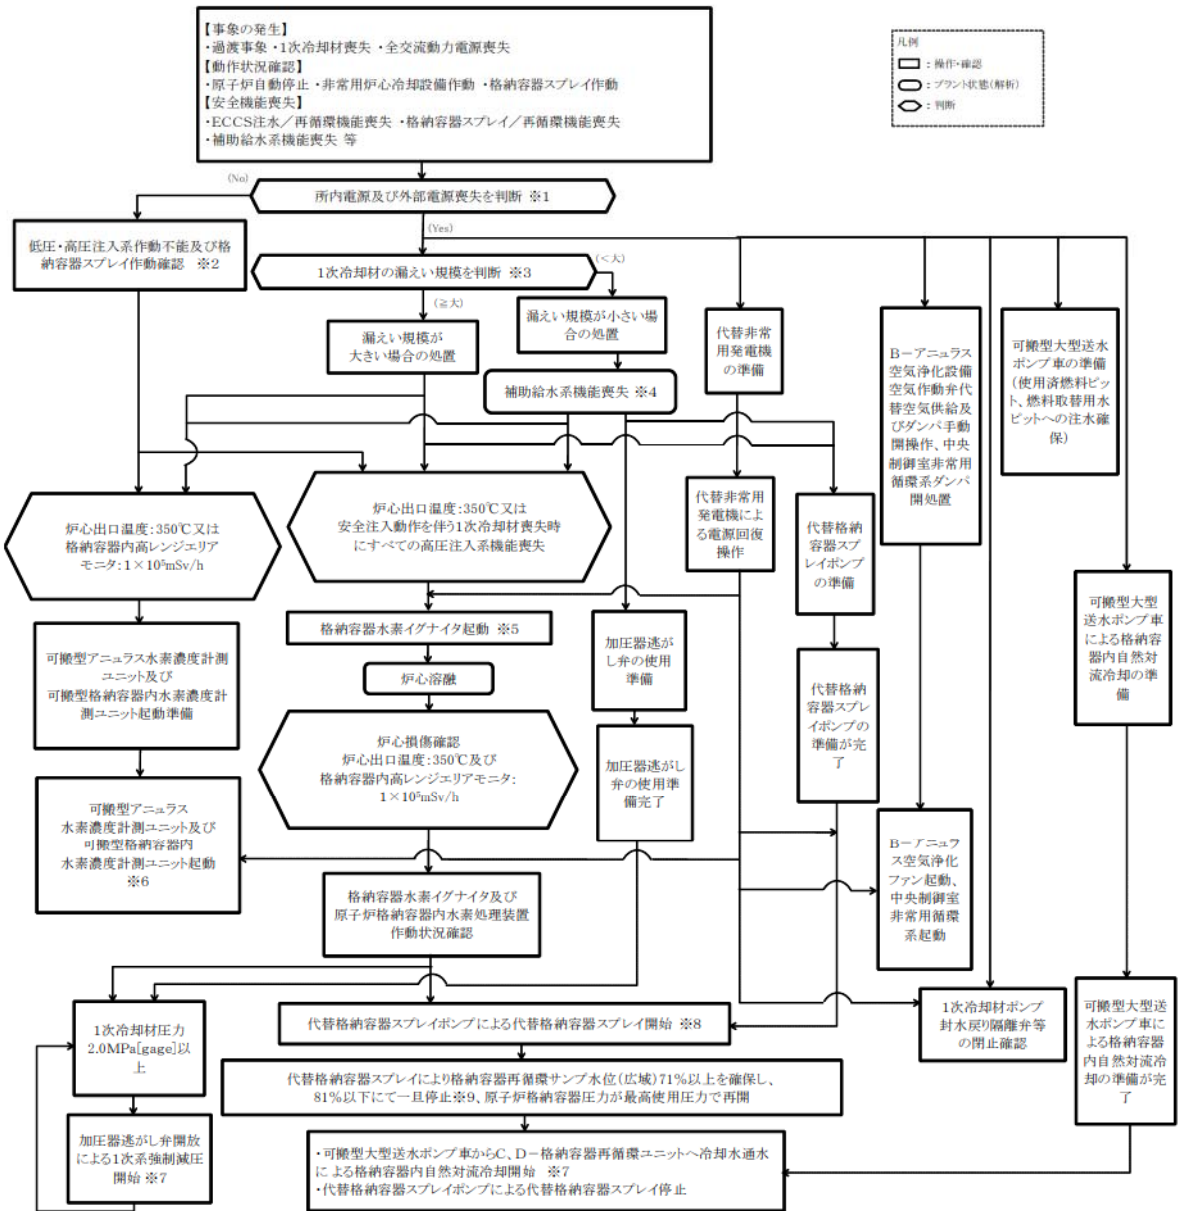 【事象の発生】
・過渡事象 ・1次冷却材喪失 ・全交流動力電源喪失
【動作状況確認】
・原子炉自動停止 ・非常用炉心冷却設備作動 ・格納容器スプレイ作動
【安全機能喪失】
・ECCS注水／再循環機能喪失 ・格納容器スプレイ／再循環機能喪失
・補助給水系機能喪失 等
凡例
：操作・確認
：プラント状態(解析)
：判断
(No)
所内電源及び外部電源喪失を判断 ※1
(Yes)
低圧・高圧注入系作動不能及び格
納容器スプレイ作動確認 ※2
1次冷却材の漏えい規模を判断 ※3
(＜大)
(≧大)
漏えい規模が
大きい場合の処置
漏えい規模が小さい場
合の処置
補助給水系機能喪失 ※4
代替非常
用発電機
の準備
B－アニュラス
空気浄化設備
空気作動弁代
替空気供給及
びダンパ手動
開操作、中央
制御室非常用
循環系ダンパ
開処置
可搬型大型送水
ポンプ車の準備
(使用済燃料ピッ
ト、燃料取替用水
ピットへの注水確
保)
炉心出口温度：350℃又は
格納容器内高レンジエリア
モニタ：1×10⁵mSv/h
炉心出口温度：350℃又は
安全注入動作を伴う1次冷却材喪失時
にすべての高圧注入系機能喪失
代替非常用
発電機によ
る電源回復
操作
代替格納容
器スプ
レイポンプ
の準備
可搬型大型
送水ポンプ車
による格納容
器内自然対
流冷却の準
備
格納容器水素イグナイタ起動 ※5
炉心溶融
可搬型アニュラス水素濃度計測
ユニット及び
可搬型格納容器内水素濃度計
測ユニット起動準備
加圧器逃が
し弁の使用
準備
代替格納
容器スプレイ
ポンプの
準備が完
了
炉心損傷確認
炉心出口温度：350℃及び
格納容器内高レンジエリアモニタ：
1×10⁵mSv/h
加圧器逃がし
弁の使用準
備完了
可搬型アニュラス
水素濃度計測ユニット及び
可搬型格納容器内
水素濃度計測ユニット起動
※6
B－アニュラ
ス空気浄化
ファン起動、
中央制御室
非常用循環
系起動
格納容器水素イグナイタ及び
原子炉格納容器内水素処理装置
作動状況確認
1次冷却材圧力
2.0MPa[gage]以
上
代替格納容器スプレイポンプによる代替格納容器スプレイ開始 ※8
1次冷却材ポンプ
封水戻り隔離弁等
の閉止確認
可搬型大型送
水ポンプ車に
よる格納容器
内自然対流冷
却の準備が完
了
代替格納容器スプレイにより格納容器再循環サンプ水位(広域)71%以上を確保し、
81%以下にて一旦停止※9、原子炉格納容器圧力が最高使用圧力で再開
加圧器逃がし弁開放
による1次系強制減圧
開始 ※7
・可搬型大型送水ポンプ車からC、D－格納容器再循環ユニットへ冷却水通水
による格納容器内自然対流冷却開始 ※7
・代替格納容器スプレイポンプによる代替格納容器スプレイ停止